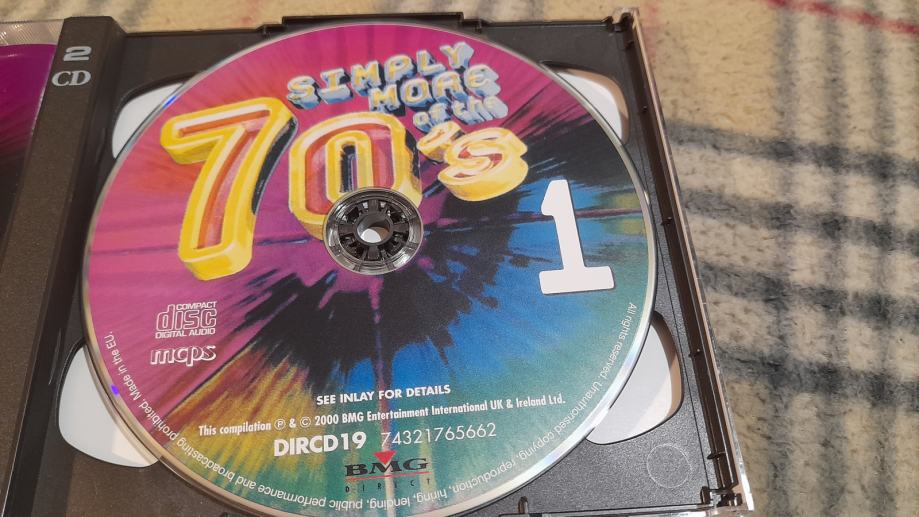 2
CD
SIMPLY
MORE
of the
70's
1
COMPACT
disc
DIGITAL AUDIO
mcps
SEE INLAY FOR DETAILS
This compilation ℗ & © 2000 BMG Entertainment International UK & Ireland Ltd.
DIRCD19 74321765662
BMG
DIRECT
All rights reserved. Unauthorised copying, reproduction, hiring, lending, public performance and broadcasting prohibited. Made in the EU.